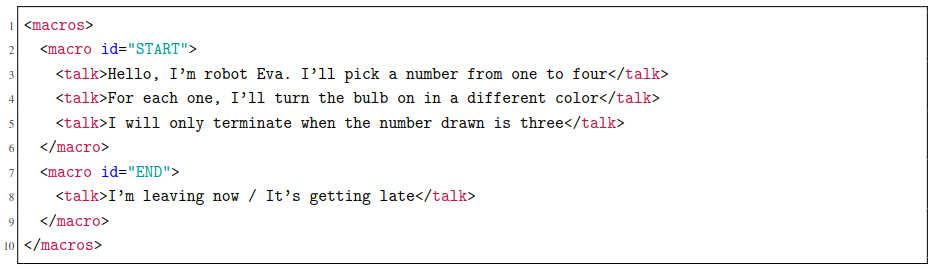 1 <macros>
2 <macro id="START">
3 <talk>Hello, I'm robot Eva. I'll pick a number from one to four</talk>
4 <talk>For each one, I'll turn the bulb on in a different color</talk>
5 <talk>I will only terminate when the number drawn is three</talk>
6 </macro>
7 <macro id="END">
8 <talk>I'm leaving now / It's getting late</talk>
9 </macro>
10 </macros>